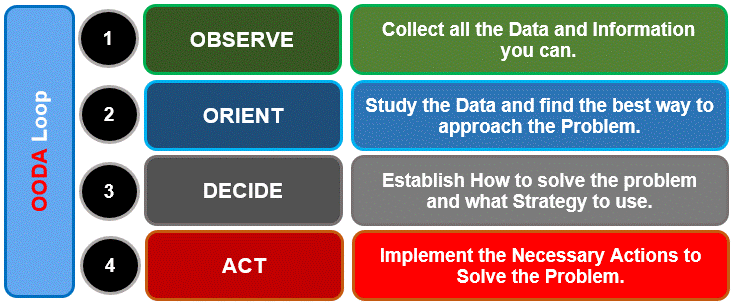 OODA Loop
1
OBSERVE
Collect all the Data and Information
you can.
2
ORIENT
Study the Data and find the best way to
approach the Problem.
3
DECIDE
Establish How to solve the problem
and what Strategy to use.
4
ACT
Implement the Necessary Actions to
Solve the Problem.